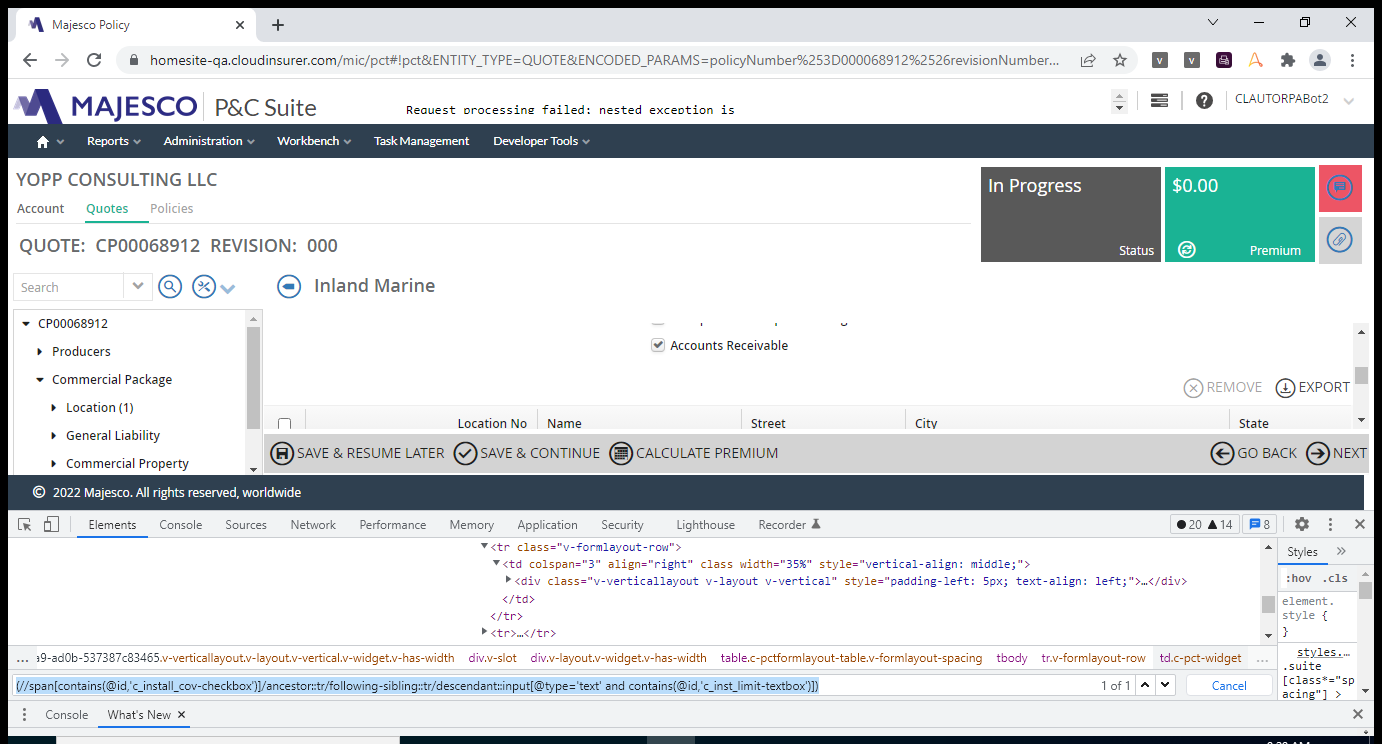 Majesco Policy
homesite-qa.cloudinsurer.com/mic/pct#!pct&ENTITY_TYPE=QUOTE&ENCODED_PARAMS=policyNumber%253D000068912%2526revisionNumber...
MAJESCO P&C Suite
Request processing failed: nested exception is
CLAUTORPABot2
Reports Administration Workbench Task Management Developer Tools
YOPP CONSULTING LLC
In Progress
$0.00
Account Quotes Policies
Status
Premium
QUOTE: CP00068912 REVISION: 000
Search
Inland Marine
CP00068912
Producers
Commercial Package
Location (1)
General Liability
Commercial Property
Accounts Receivable
REMOVE EXPORT
Location No Name Street City State
SAVE & RESUME LATER SAVE & CONTINUE CALCULATE PREMIUM GO BACK NEXT
© 2022 Majesco. All rights reserved, worldwide
Elements Console Sources Network Performance Memory Application Security Lighthouse Recorder 20 14 8
<tr class="v-formlayout-row">
<td colspan="3" align="right" class width="35%" style="vertical-align: middle;">
<div class="v-verticallayout v-layout v-vertical" style="padding-left: 5px; text-align: left;">…</div>
</td>
</tr>
<tr>…</tr>
Styles »
:hov .cls
element.
style {
}
styles.…
.suite
[class*="sp
acing"] >
... a9-ad0b-537387c83465.v-verticallayout.v-layout.v-vertical.v-widget.v-has-width div.v-slot div.v-layout.v-widget.v-has-width table.c-pctformlayout-table.v-formlayout-spacing tbody tr.v-formlayout-row td.c-pct-widget ...
(//span[contains(@id,'c_install_cov-checkbox')]/ancestor::tr/following-sibling::tr/descendant::input[@type='text' and contains(@id,'c_inst_limit-textbox')])
1 of 1 Cancel
Console What's New